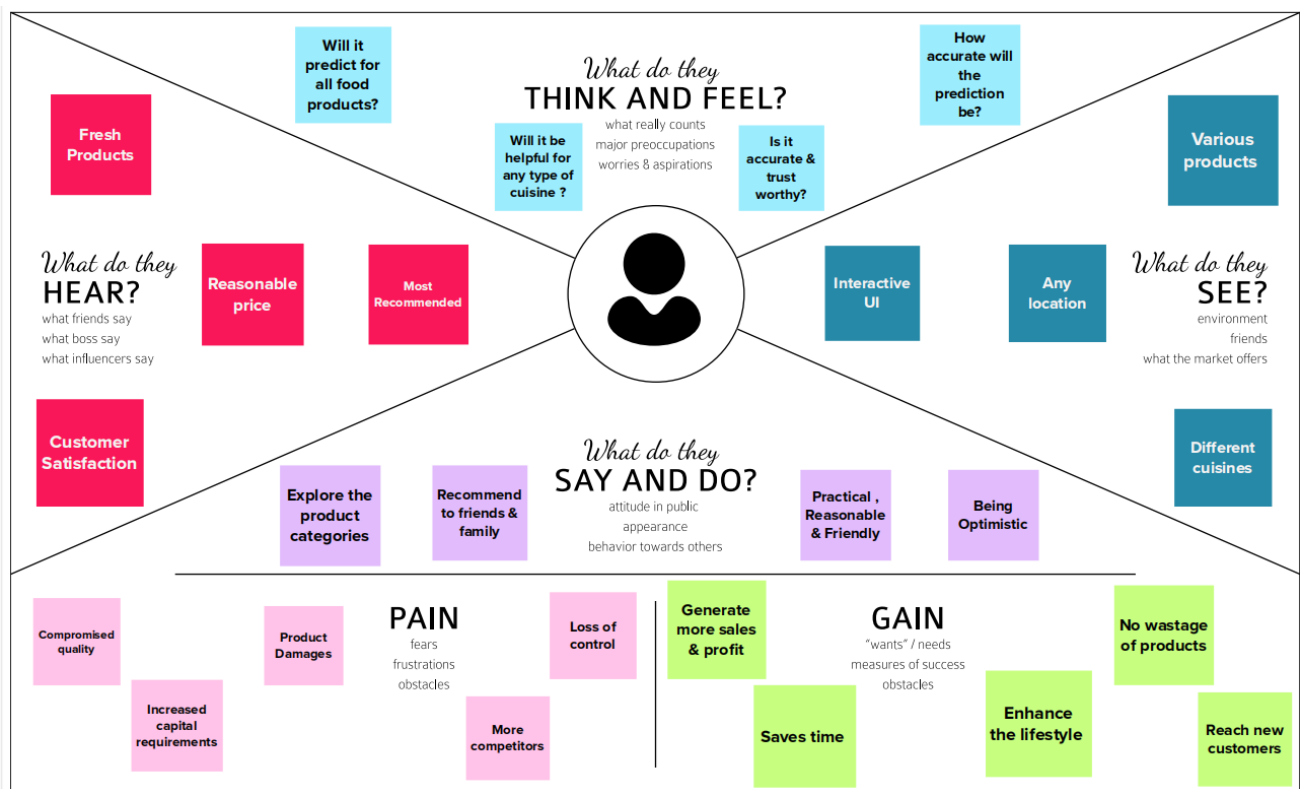 Will it
predict for
all food
products?
What do they
THINK AND FEEL?
what really counts
major preoccupations
worries & aspirations
How
accurate will
the
prediction
be?
Will it be
helpful for
any type of
cuisine ?
Is it
accurate &
trust
worthy?
Fresh
Products
What do they
HEAR?
what friends say
what boss say
what influencers say
Reasonable
price
Most
Recommended
Customer
Satisfaction
Various
products
Interactive
UI
Any
location
What do they
SEE?
environment
friends
what the market offers
Different
cuisines
What do they
SAY AND DO?
attitude in public
appearance
behavior towards others
Explore the
product
categories
Recommend
to friends &
family
Practical ,
Reasonable
& Friendly
Being
Optimistic
PAIN
fears
frustrations
obstacles
Compromised
quality
Product
Damages
Loss of
control
Increased
capital
requirements
More
competitors
GAIN
"wants" / needs
measures of success
obstacles
Generate
more sales
& profit
No wastage
of products
Saves time
Enhance
the lifestyle
Reach new
customers